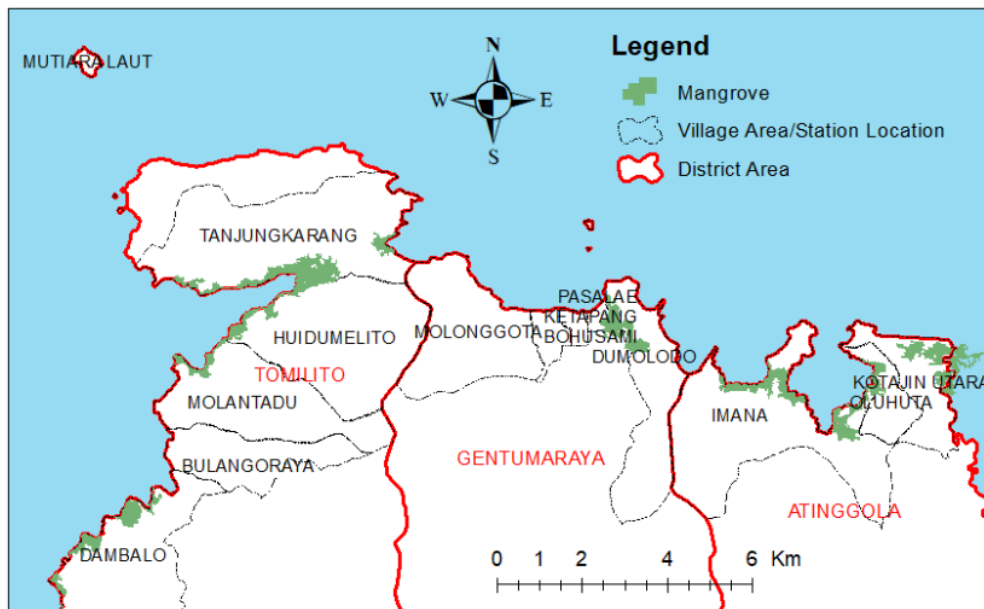 MUTIARA LAUT
N
W
E
S
Legend
Mangrove
Village Area/Station Location
District Area
TANJUNGKARANG
HUIDUMELITO
TOMILITO
MOLANTADU
BULANGORAYA
DAMBALO
MOLONGGOTA
PASALAE
KETAPANG
BOHUSAMI
DUMOLODO
GENTUMARAYA
IMANA
KOTAJIN UTARA
OLUHUTA
ATINGGOLA
0 1 2 3 4 6 Km